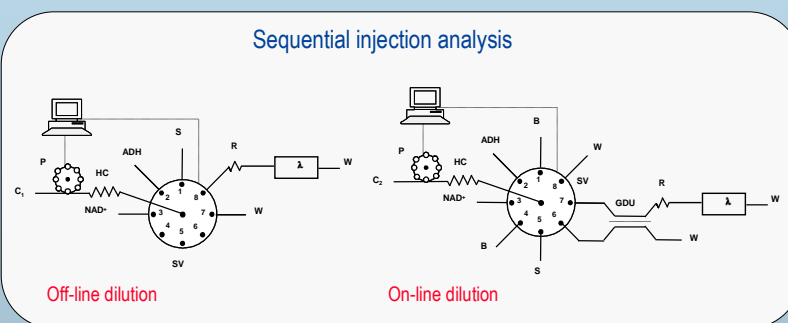 Sequential injection analysis
S
ADH
P
HC
R
λ
W
C₁
NAD⁺
1
2
8
3
7
W
4
5
6
SV
Off-line dilution
B
ADH
W
P
HC
SV
C₂
NAD⁺
1
2
8
3
7
GDU
R
λ
W
4
5
6
B
W
S
On-line dilution